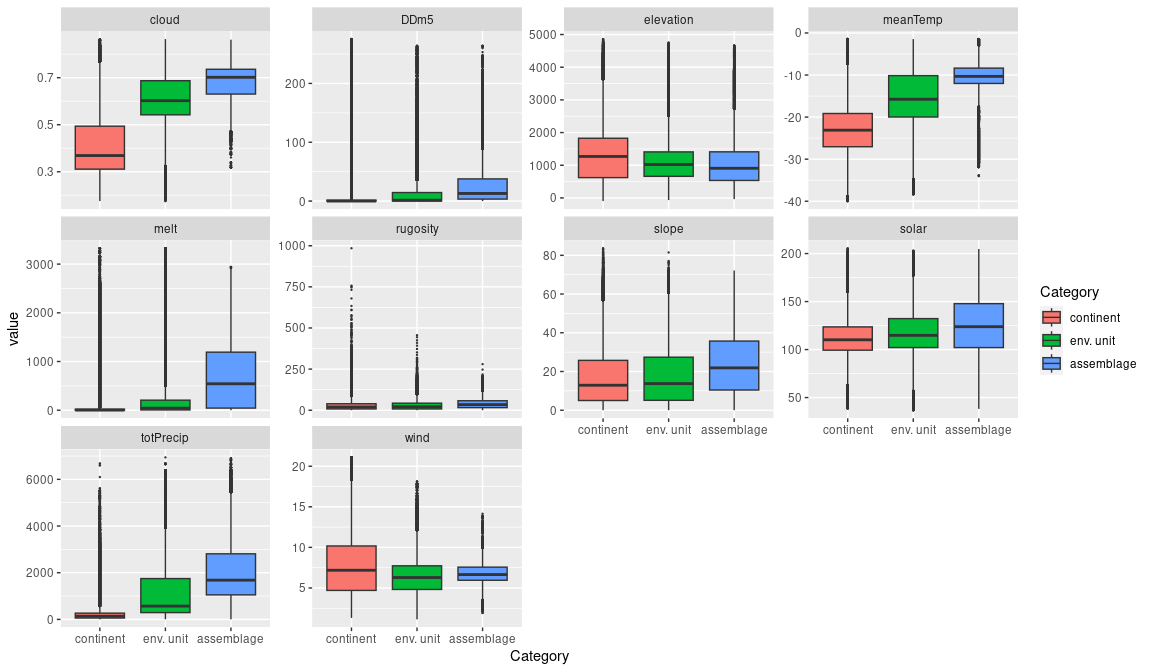 cloud
DDm5
elevation
meanTemp
0.7
0.5
0.3
200
100
0
5000
4000
3000
2000
1000
0
0
-10
-20
-30
-40
melt
rugosity
slope
solar
3000
2000
1000
0
1000
750
500
250
0
80
60
40
20
0
200
150
100
50
continent env. unit assemblage
continent env. unit assemblage
totPrecip
wind
6000
4000
2000
0
20
15
10
5
continent env. unit assemblage
continent env. unit assemblage
Category
value
Category
continent
env. unit
assemblage